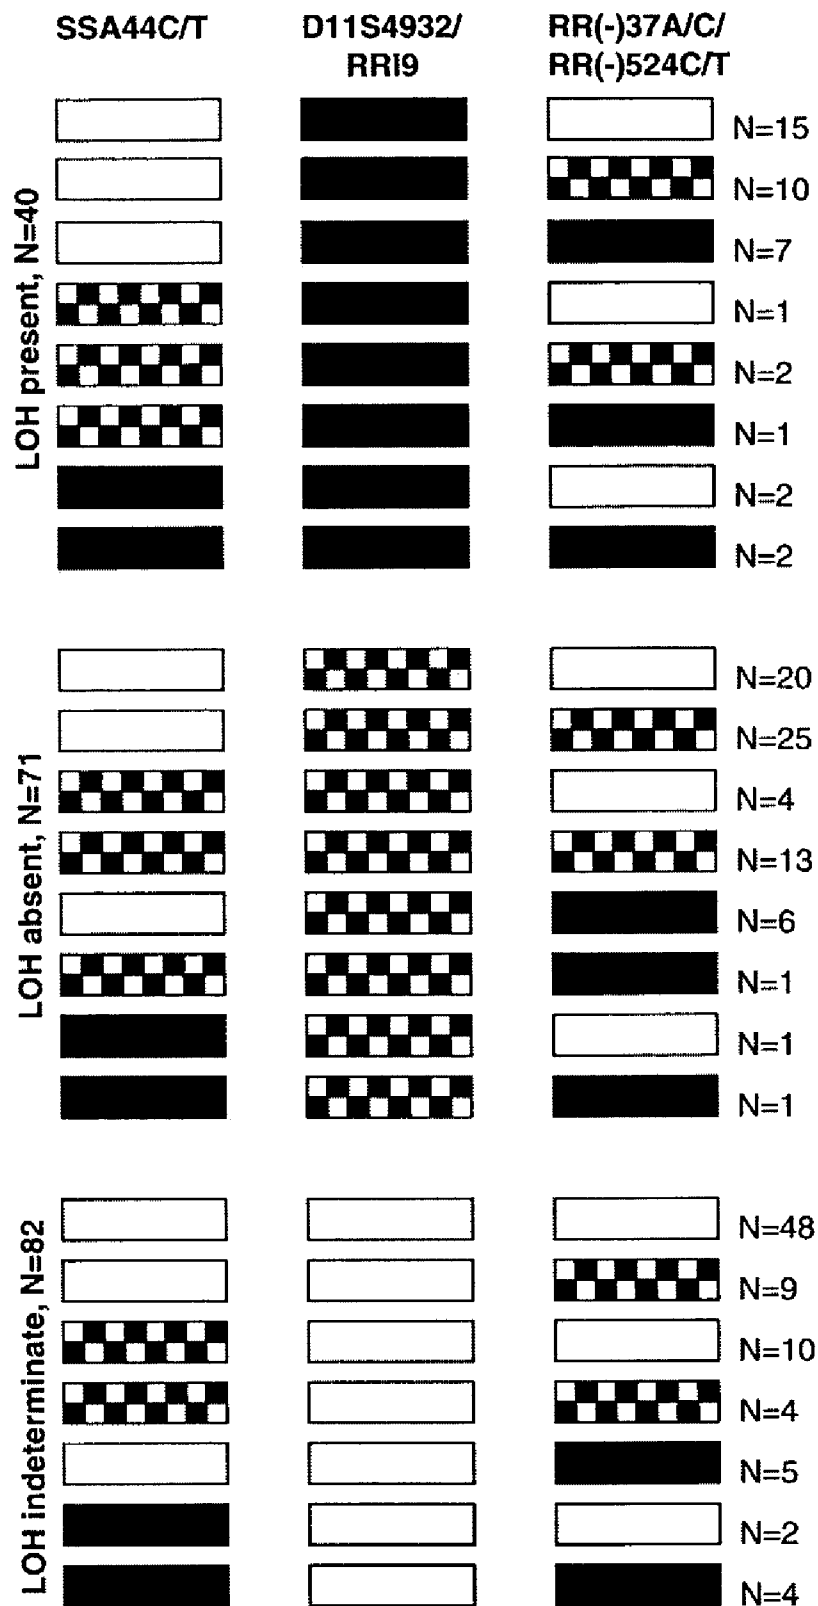 SSA44C/T
D11S4932/
RRI9
RR(-)37A/C/
RR(-)524C/T
LOH present, N=40
N=15
N=10
N=7
N=1
N=2
N=1
N=2
N=2
LOH absent, N=71
N=20
N=25
N=4
N=13
N=6
N=1
N=1
N=1
LOH indeterminate, N=82
N=48
N=9
N=10
N=4
N=5
N=2
N=4